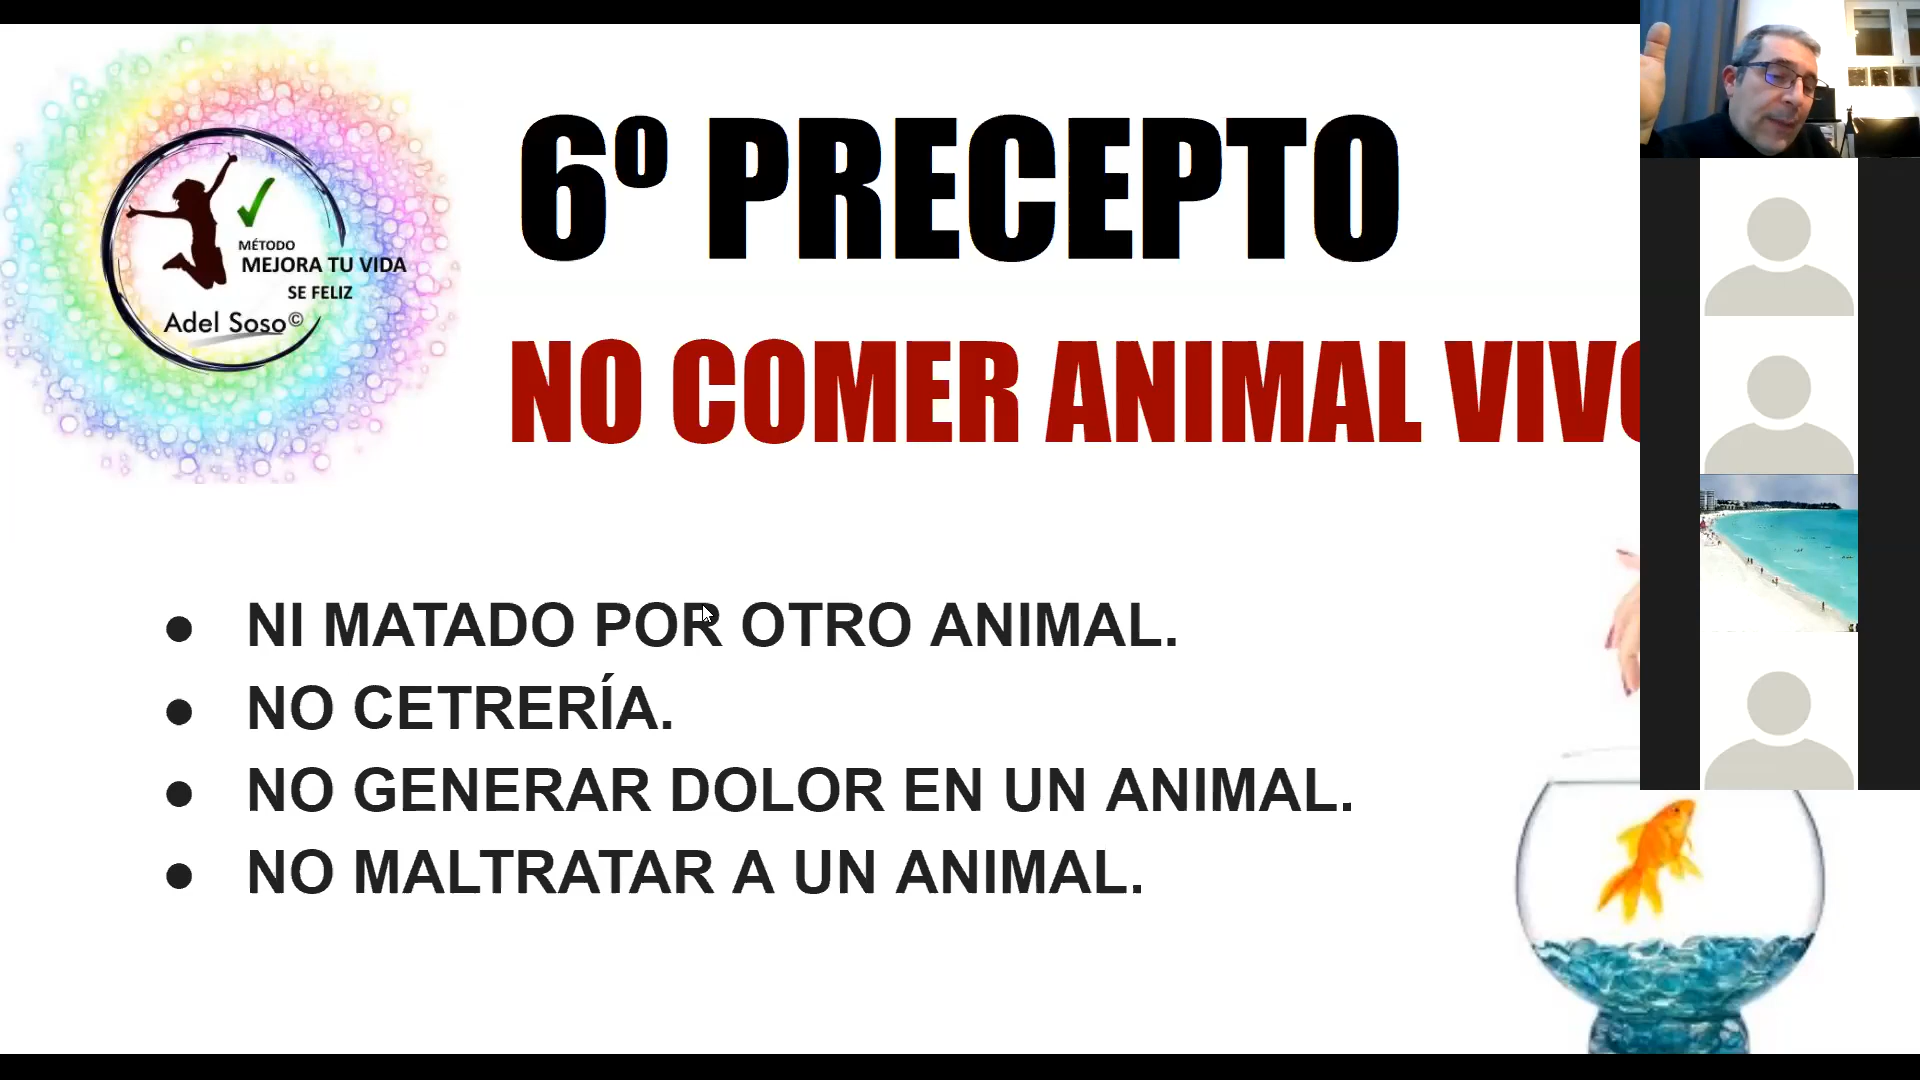 6º PRECEPTO
NO COMER ANIMAL VIVO
MÉTODO
MEJORA TU VIDA
SE FELIZ
Adel Soso©
● NI MATADO POR OTRO ANIMAL.
● NO CETRERÍA.
● NO GENERAR DOLOR EN UN ANIMAL.
● NO MALTRATAR A UN ANIMAL.